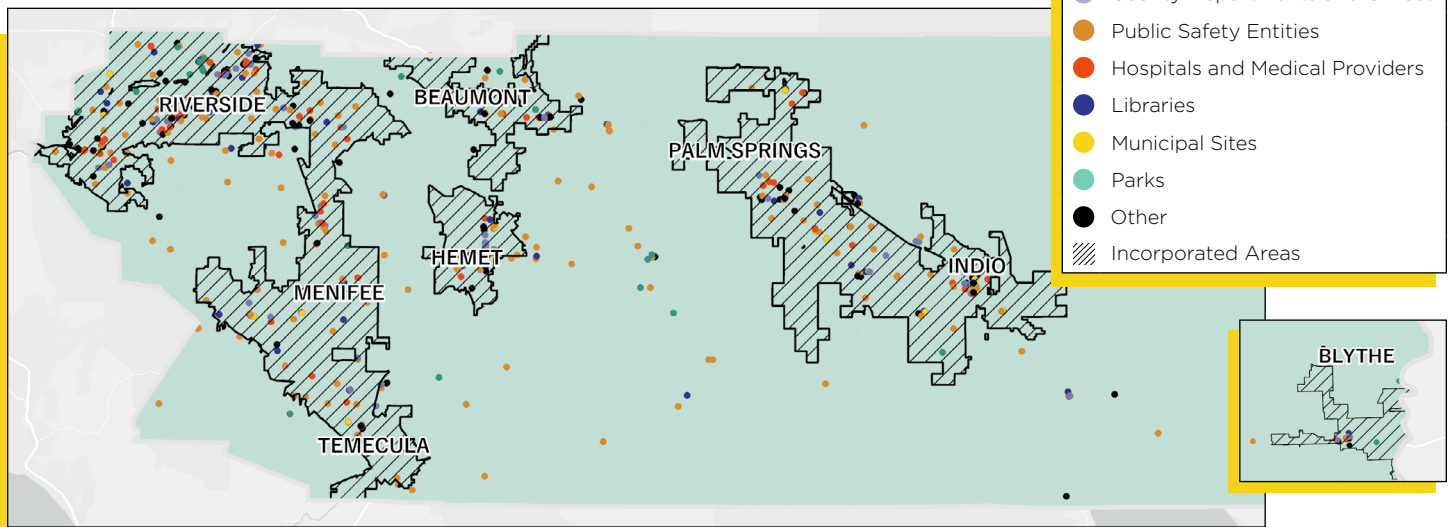 Public Safety Entities
Hospitals and Medical Providers
Libraries
Municipal Sites
Parks
Other
Incorporated Areas
RIVERSIDE
BEAUMONT
PALM SPRINGS
HEMET
INDIO
MENIFEE
TEMECULA
BLYTHE